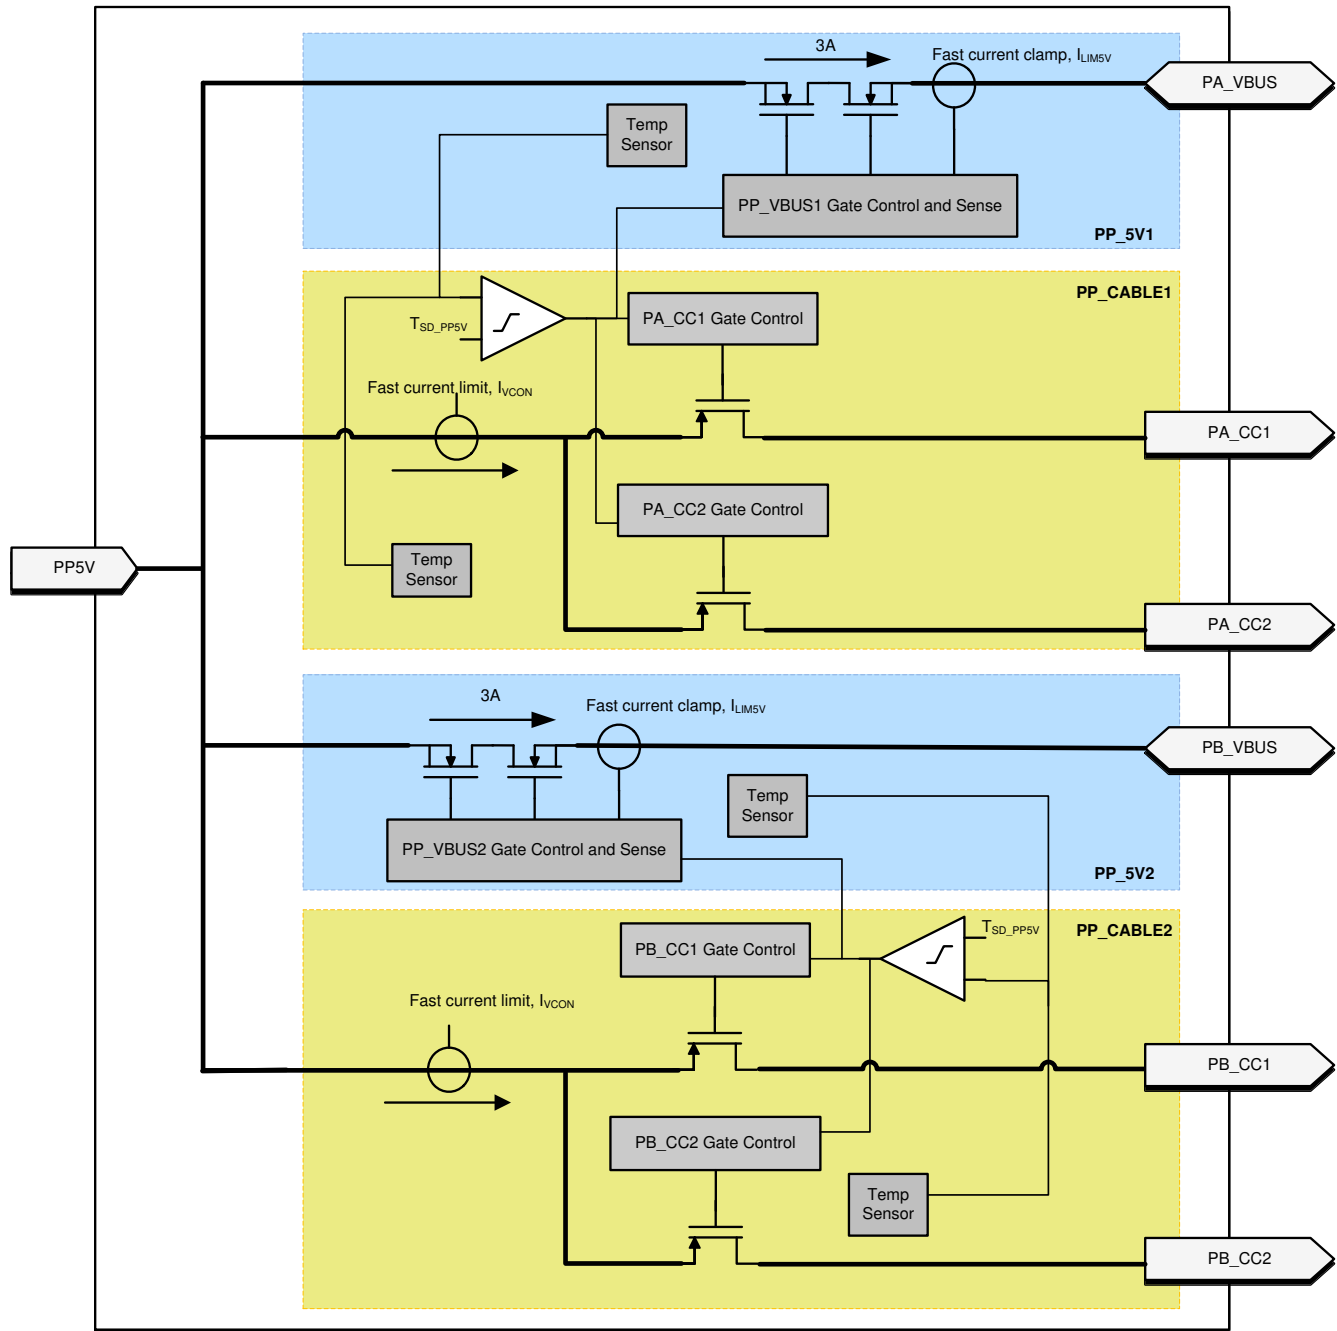 3A
Fast current clamp, ILIM5V
PA_VBUS
Temp
Sensor
PP_VBUS1 Gate Control and Sense
PP_5V1
PP_CABLE1
PA_CC1 Gate Control
TSD_PP5V
Fast current limit, IVCON
PA_CC1
PA_CC2 Gate Control
PP5V
Temp
Sensor
PA_CC2
3A
Fast current clamp, ILIM5V
PB_VBUS
Temp
Sensor
PP_VBUS2 Gate Control and Sense
PP_5V2
TSD_PP5V
PP_CABLE2
PB_CC1 Gate Control
Fast current limit, IVCON
PB_CC1
PB_CC2 Gate Control
Temp
Sensor
PB_CC2